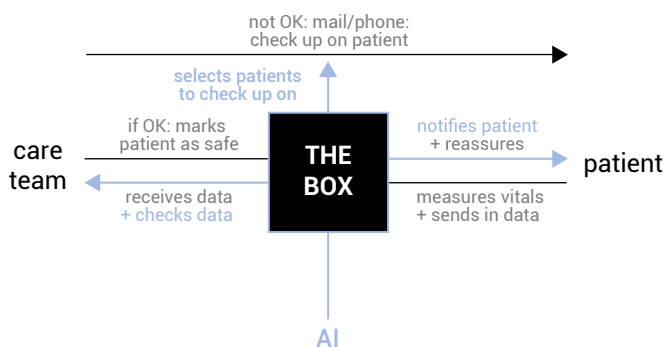 not OK: mail/phone:
check up on patient
selects patients
to check up on
if OK: marks
patient as safe
notifies patient
+ reassures
care
team
THE
BOX
patient
receives data
+ checks data
measures vitals
+ sends in data
AI